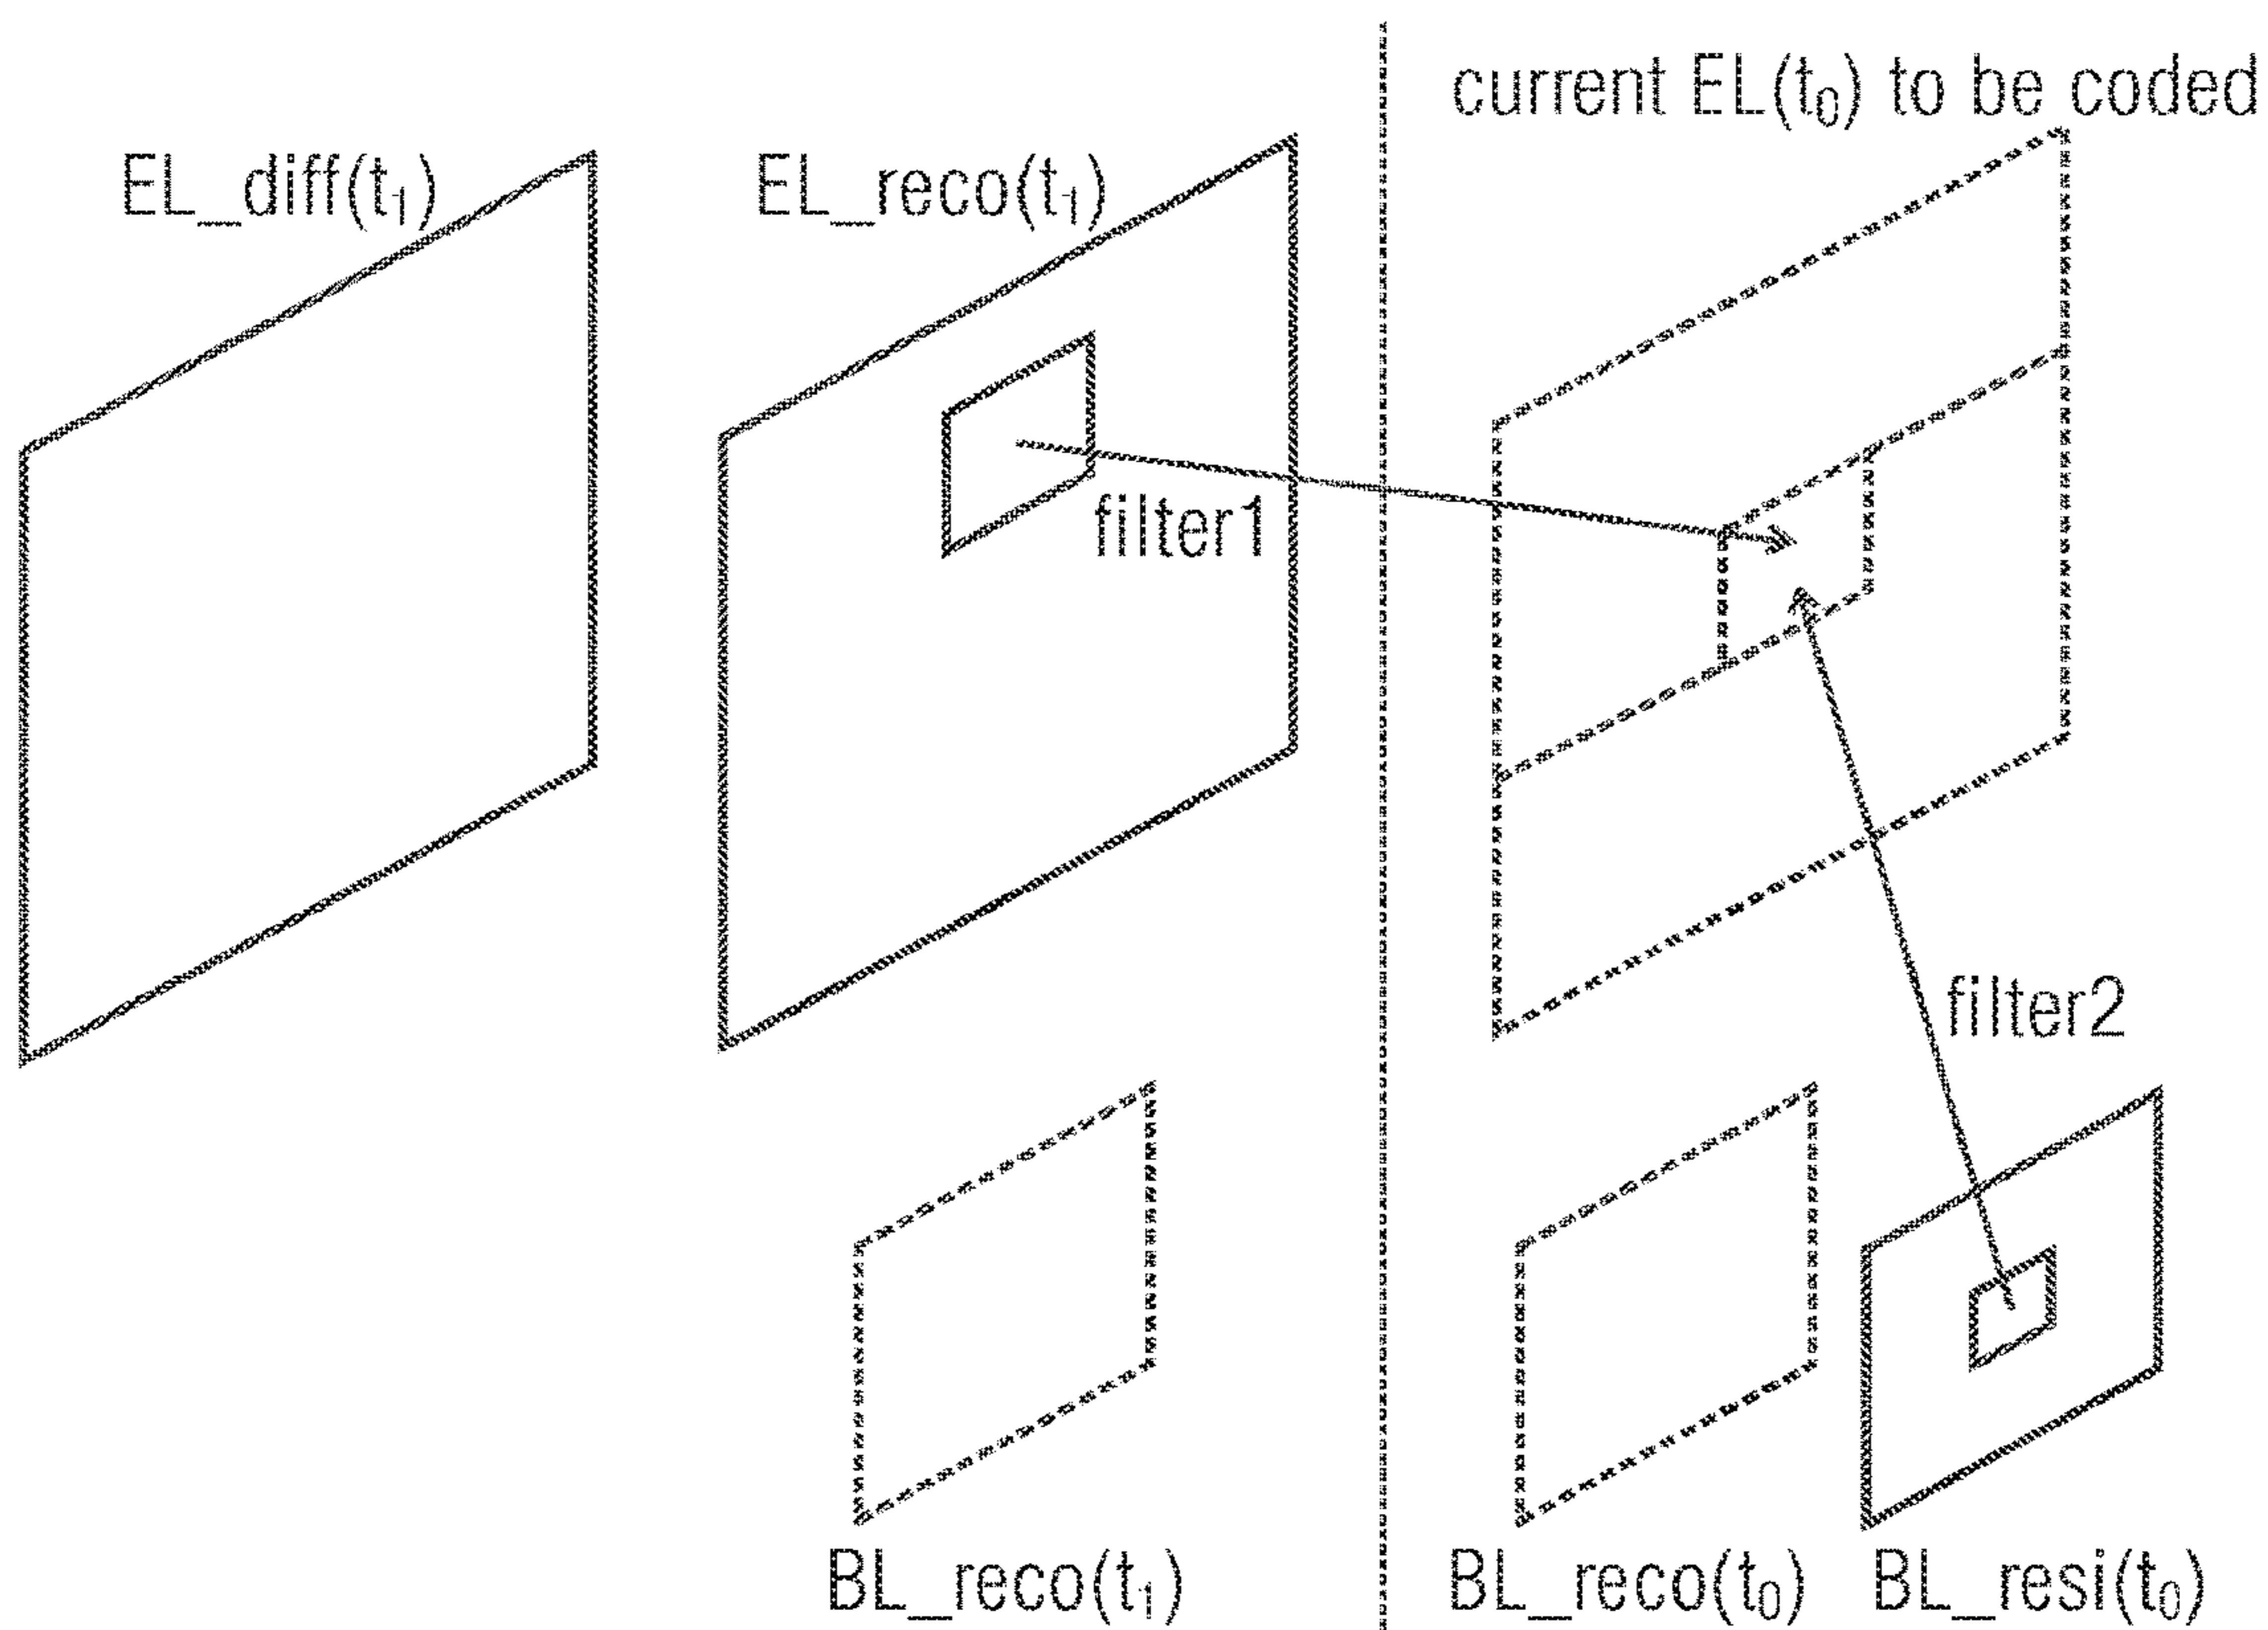 current EL(t₀) to be coded
EL_diff(t₁)
EL_reco(t₁)
filter1
filter2
BL_reco(t₁)
BL_reco(t₀)
BL_resi(t₀)